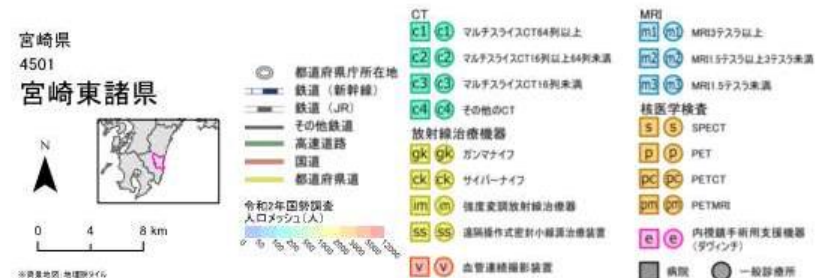 宮崎県
4501
宮崎東諸県
N
0 4 8 km
※背景地図:地理院タイル
都道府県庁所在地
鉄道（新幹線）
鉄道（JR）
その他鉄道
高速道路
国道
都道府県道
令和2年国勢調査
人口メッシュ(人)
0 50 100 200 300 400 500 1000 2000 3000 5000 12000
CT
c1 c1 マルチスライスCT64列以上
c2 c2 マルチスライスCT16列以上64列未満
c3 c3 マルチスライスCT16列未満
c4 c4 その他のCT
放射線治療機器
gk gk ガンマナイフ
ck ck サイバーナイフ
im im 強度変調放射線治療器
ss ss 遠隔操作式密封小線源治療装置
v v 血管連続撮影装置
MRI
m1 m1 MRI3テスラ以上
m2 m2 MRI1.5テスラ以上3テスラ未満
m3 m3 MRI1.5テスラ未満
核医学検査
s s SPECT
p p PET
pc pc PETCT
pm pm PETMRI
e e 内視鏡手術用支援機器
(ダヴィンチ)
病院 一般診療所